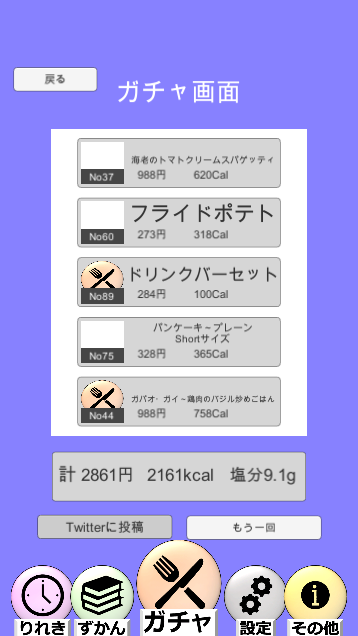 戻る
ガチャ画面
海老のトマトクリームスパゲッティ
No37
988円 620Cal
フライドポテト
No60
273円 318Cal
ドリンクバーセット
No89
284円 100Cal
パンケーキ~プレーン
Shortサイズ
No75
328円 365Cal
ガパオ・ガイ~鶏肉のバジル炒めごはん
No44
988円 758Cal
計 2861円 2161kcal 塩分9.1g
Twitterに投稿
もう一回
りれき
ずかん
ガチャ
設定
その他